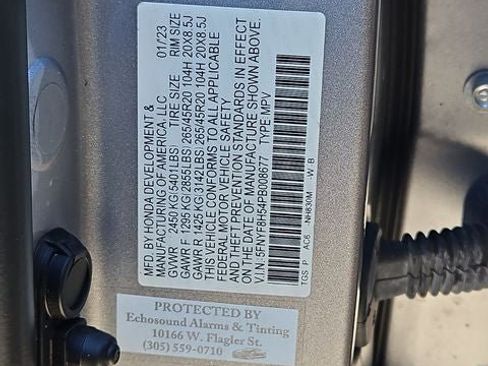 MFD. BY HONDA DEVELOPMENT &
MANUFACTURING OF AMERICA, LLC 01/23
GVWR 2450 KG(5401LBS) TIRE SIZE RIM SIZE
GAWR F 1295 KG(2855LBS)265/45R20 104H 20X8.5J
GAWR R 1425 KG(3142LBS)265/45R20 104H 20X8.5J
THIS VEHICLE CONFORMS TO ALL APPLICABLE
FEDERAL MOTOR VEHICLE SAFETY
AND THEFT PREVENTION STANDARDS IN EFFECT
ON THE DATE OF MANUFACTURE SHOWN ABOVE.
V.I.N. 5FNYF8H54PB008677 TYPE: MPV
TGS P AC6 NH830M W B
PROTECTED BY
Echosound Alarms & Tinting
10166 W. Flagler St.
(305) 559-0710